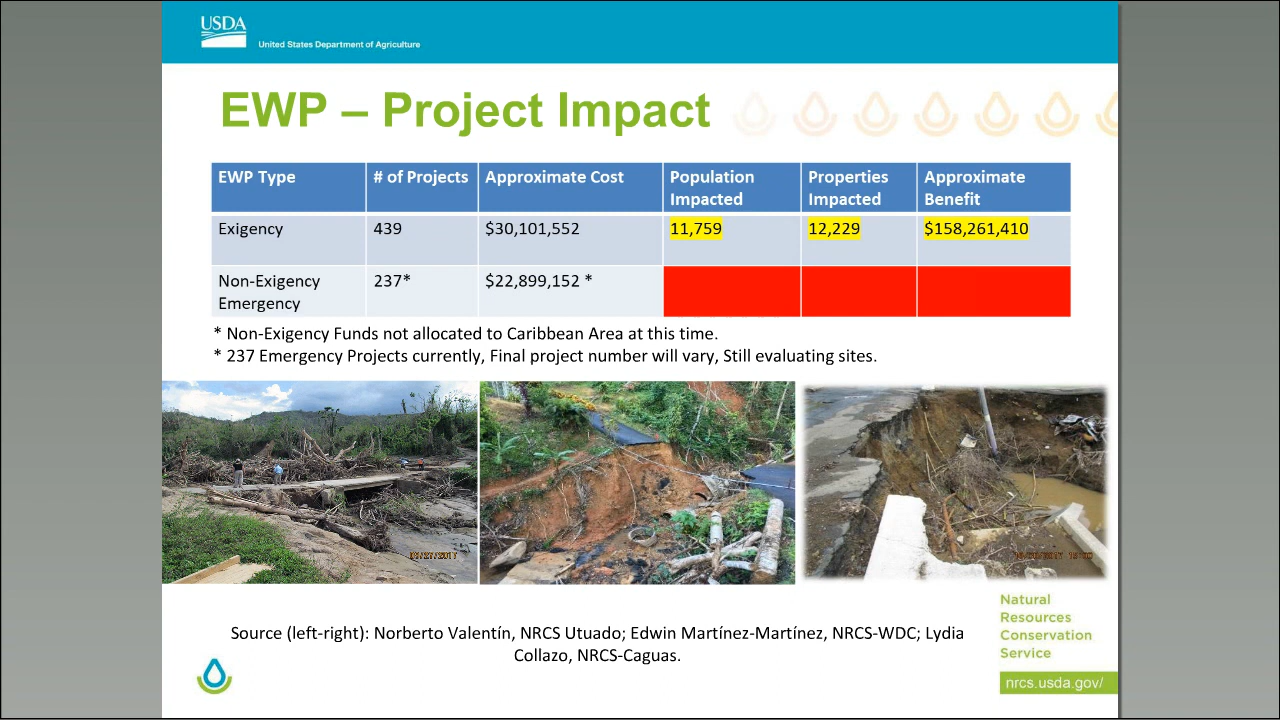 USDA
United States Department of Agriculture
EWP – Project Impact
EWP Type # of Projects Approximate Cost Population Impacted Properties Impacted Approximate Benefit
Exigency 439 $30,101,552 11,759 12,229 $158,261,410
Non-Exigency Emergency 237* $22,899,152 *
* Non-Exigency Funds not allocated to Caribbean Area at this time.
* 237 Emergency Projects currently, Final project number will vary, Still evaluating sites.
Source (left-right): Norberto Valentín, NRCS Utuado; Edwin Martínez-Martínez, NRCS-WDC; Lydia
Collazo, NRCS-Caguas.
Natural
Resources
Conservation
Service
nrcs.usda.gov/